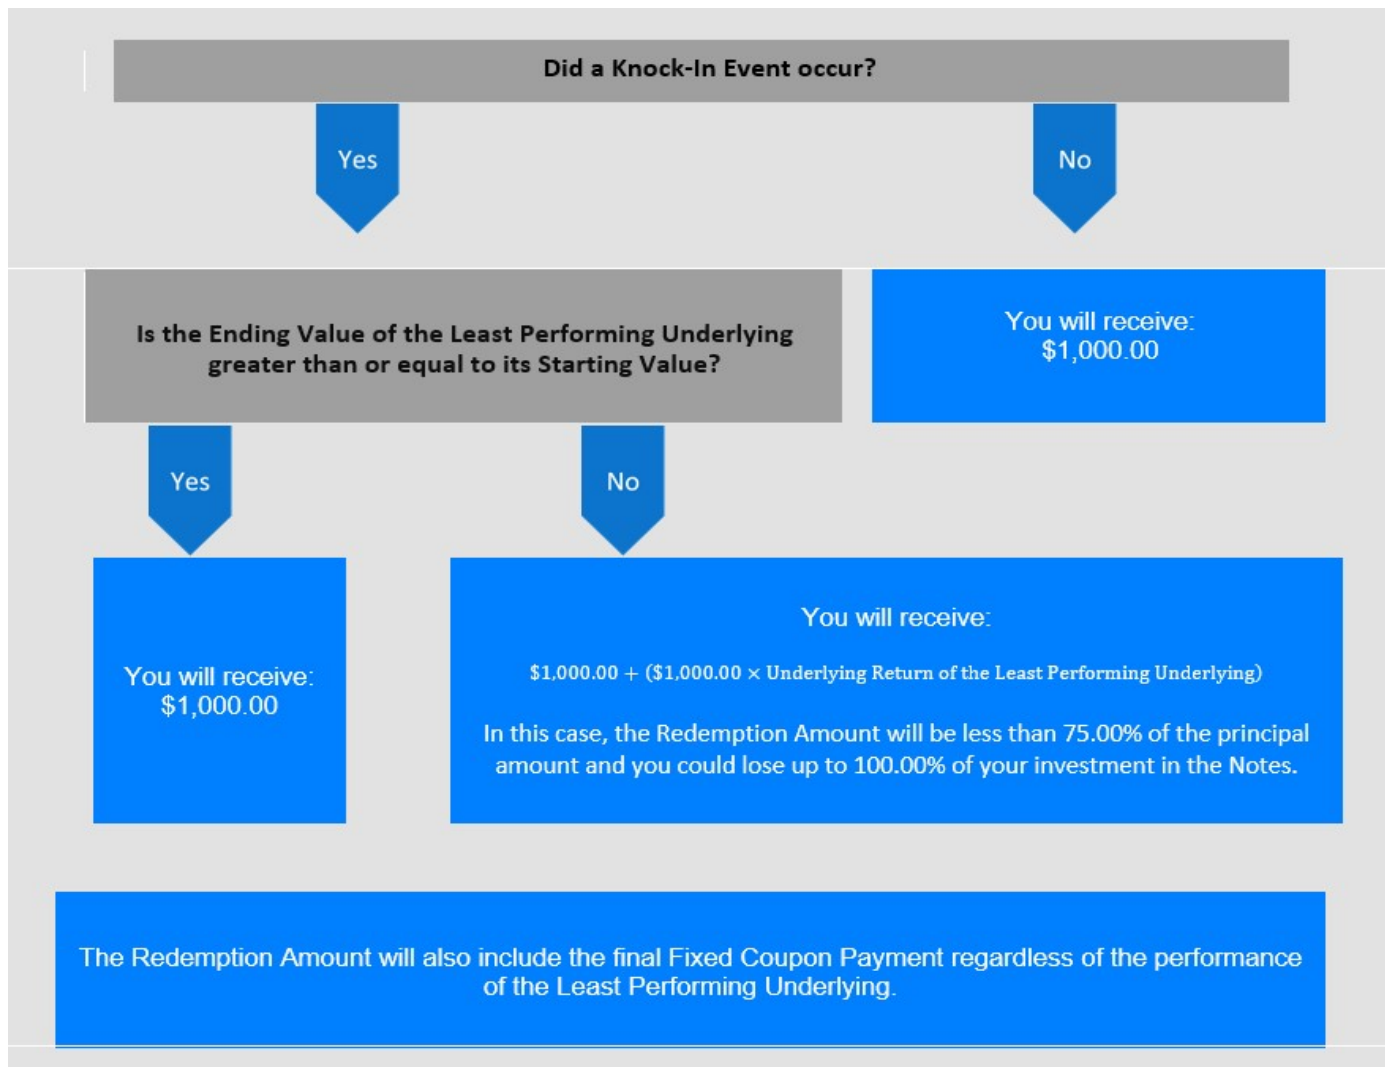 Did a Knock-In Event occur?
Yes
No
Is the Ending Value of the Least Performing Underlying
greater than or equal to its Starting Value?
You will receive:
$1,000.00
Yes
No
You will receive:
$1,000.00
You will receive:
$1,000.00 + ($1,000.00 × Underlying Return of the Least Performing Underlying)
In this case, the Redemption Amount will be less than 75.00% of the principal
amount and you could lose up to 100.00% of your investment in the Notes.
The Redemption Amount will also include the final Fixed Coupon Payment regardless of the performance
of the Least Performing Underlying.